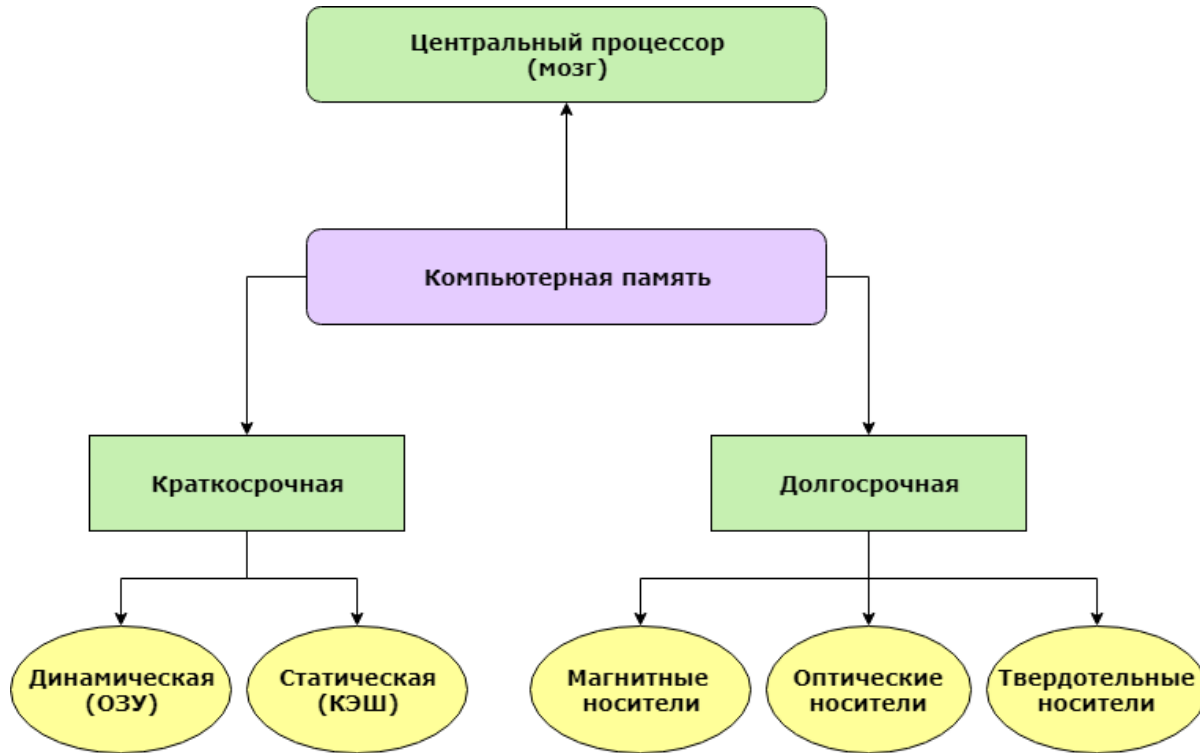 Центральный процессор
(мозг)
Компьютерная память
Краткосрочная
Долгосрочная
Динамическая
(ОЗУ)
Статическая
(КЭШ)
Магнитные
носители
Оптические
носители
Твердотельные
носители